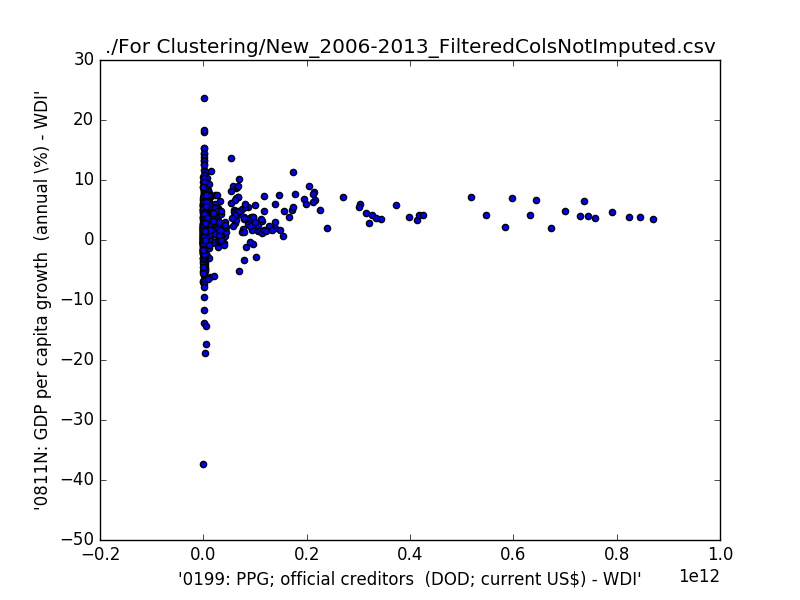 ./For Clustering/New_2006-2013_FilteredColsNotImputed.csv
30
20
10
0
−10
−20
−30
−40
−50
'0811N: GDP per capita growth  (annual \%) - WDI'
−0.2 0.0 0.2 0.4 0.6 0.8 1.0
1e12
'0199: PPG; official creditors  (DOD; current US$) - WDI'